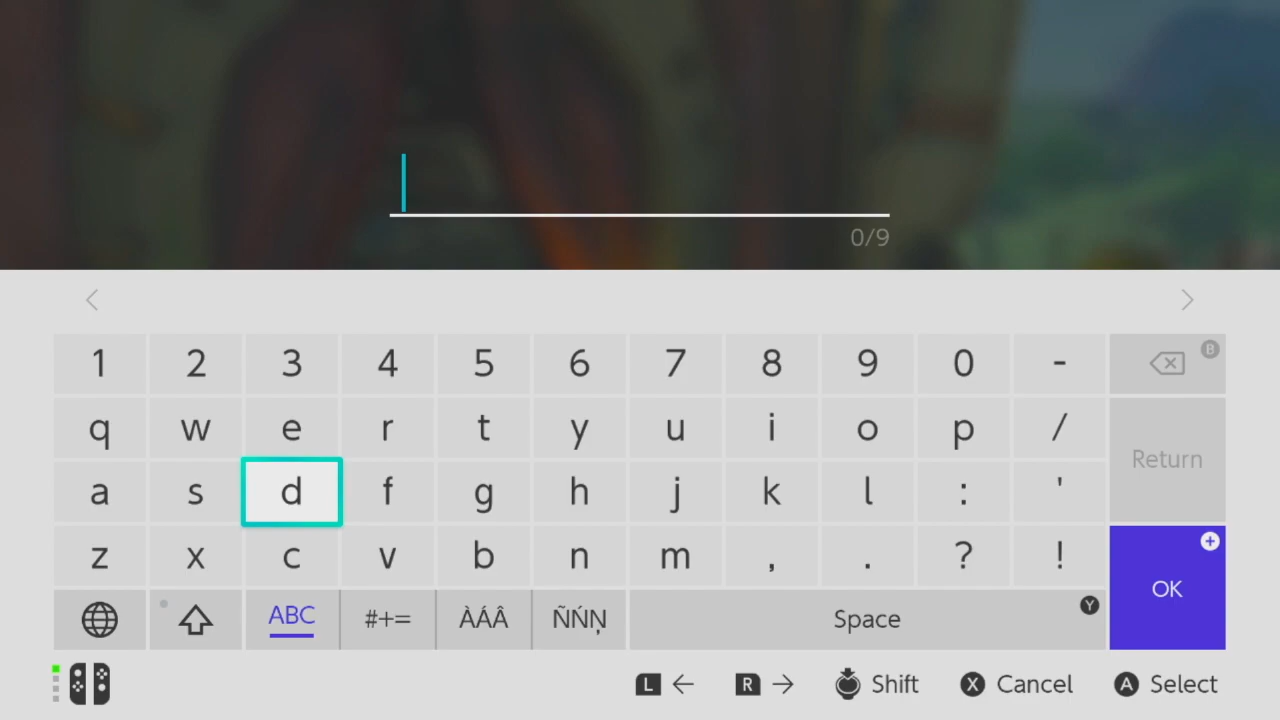 0/9
1 2 3 4 5 6 7 8 9 0 -
B
q w e r t y u i o p /
Return
a s d f g h j k l : '
z x c v b n m , . ? !
OK
ABC #+= ÀÁÂ ÑŃŅ Space Y
L ← R → Shift X Cancel A Select